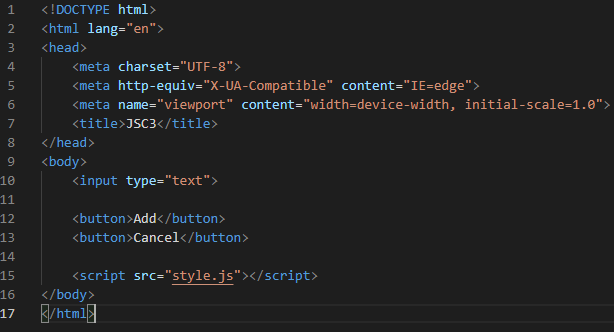 1 <!DOCTYPE html>
2 <html lang="en">
3 <head>
4     <meta charset="UTF-8">
5     <meta http-equiv="X-UA-Compatible" content="IE=edge">
6     <meta name="viewport" content="width=device-width, initial-scale=1.0">
7     <title>JSC3</title>
8 </head>
9 <body>
10     <input type="text">
11
12     <button>Add</button>
13     <button>Cancel</button>
14
15     <script src="style.js"></script>
16 </body>
17 </html>